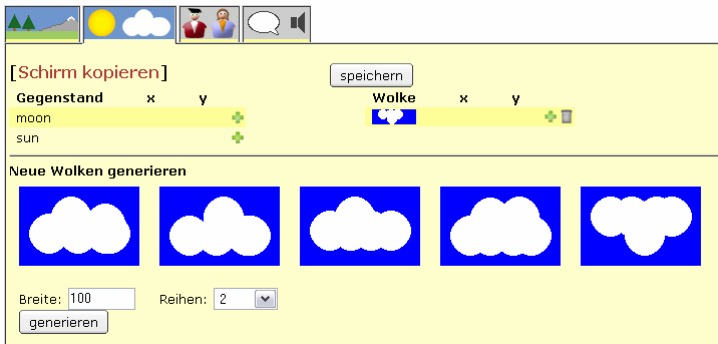 [Schirm kopieren] speichern
Gegenstand x y Wolke x y
moon
sun
Neue Wolken generieren
Breite: 100 Reihen: 2
generieren